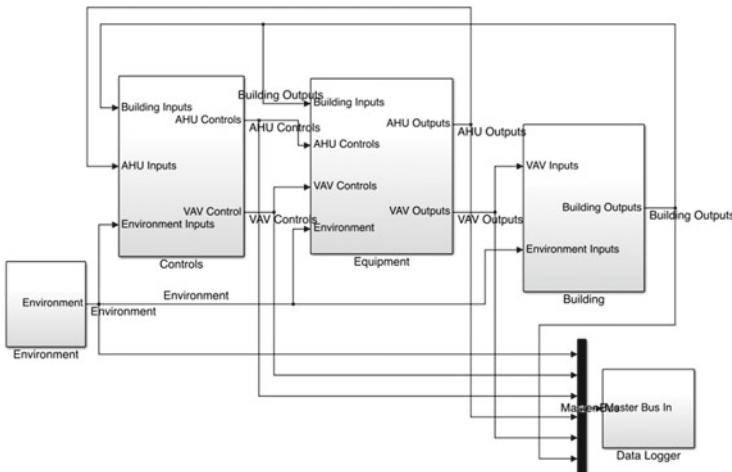 Building Outputs
Building Inputs
AHU Controls
AHU Controls
AHU Inputs
VAV Control
VAV Controls
Environment Inputs
Controls
Building Inputs
AHU Outputs
AHU Outputs
AHU Controls
VAV Controls
VAV Outputs
VAV Outputs
Environment
Equipment
VAV Inputs
Building Outputs
Building Outputs
Environment Inputs
Building
Environment
Environment
Environment
Environment
MasterBus
Master Bus In
Data Logger